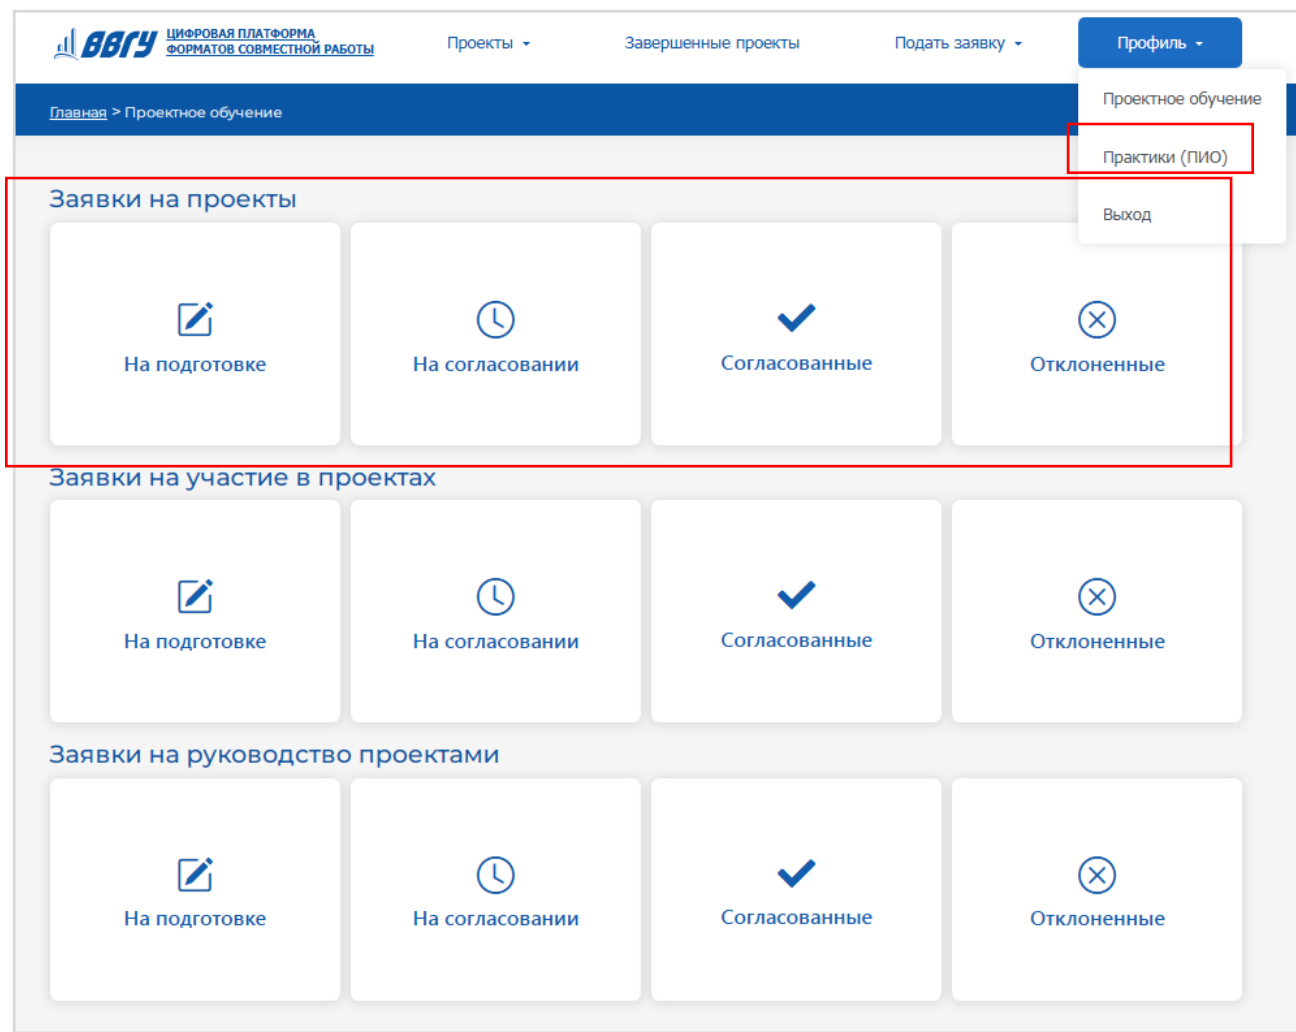 ВВГУ
ЦИФРОВАЯ ПЛАТФОРМА
ФОРМАТОВ СОВМЕСТНОЙ РАБОТЫ
Проекты
Завершенные проекты
Подать заявку
Профиль
Проектное обучение
Практики (ПИО)
Выход
Главная > Проектное обучение
Заявки на проекты
На подготовке
На согласовании
Согласованные
Отклоненные
Заявки на участие в проектах
На подготовке
На согласовании
Согласованные
Отклоненные
Заявки на руководство проектами
На подготовке
На согласовании
Согласованные
Отклоненные